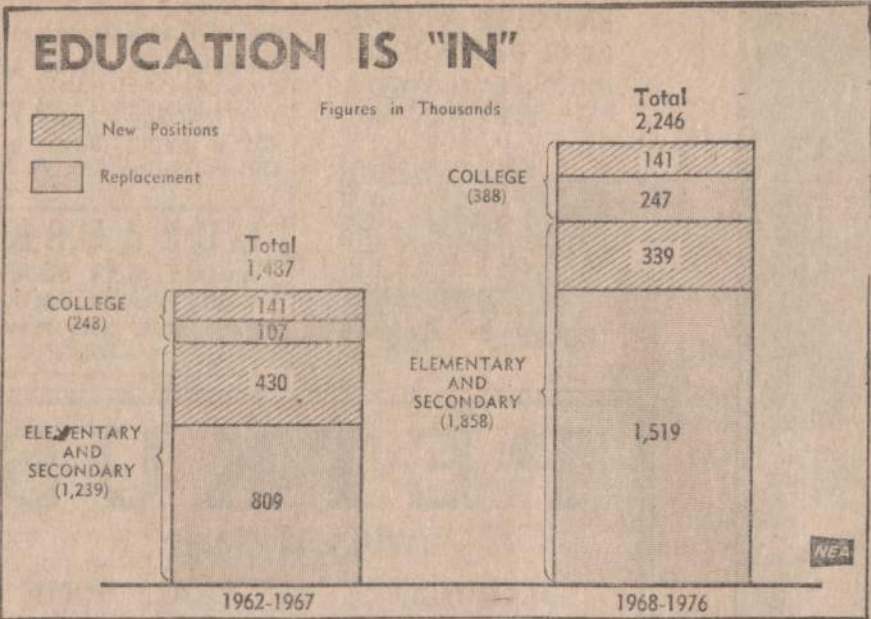 EDUCATION IS "IN"
Figures in Thousands
New Positions
Replacement
Total
1,487
COLLEGE
(248)
141
107
430
ELEMENTARY
AND
SECONDARY
(1,239)
809
1962-1967
Total
2,246
COLLEGE
(388)
141
247
339
ELEMENTARY
AND
SECONDARY
(1,858)
1,519
1968-1976
NEA